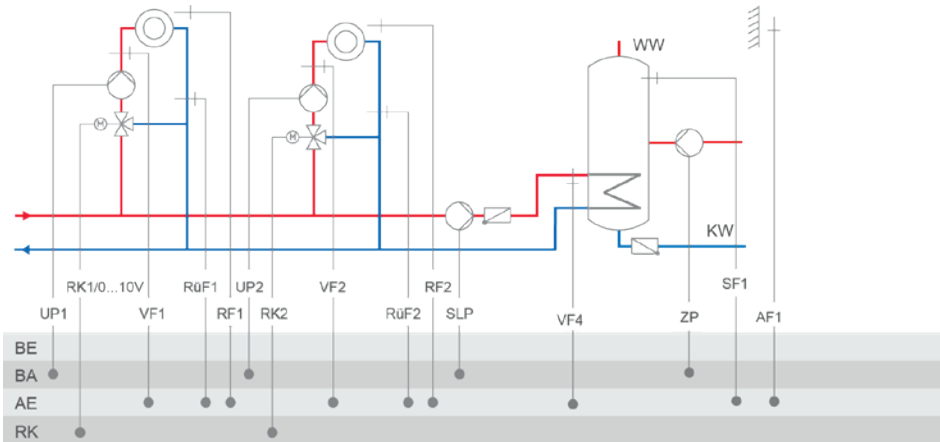 WW
M
M
KW
RK1/0...10V RüF1 UP2 VF2 RF2 SF1
UP1 VF1 RF1 RK2 RüF2 SLP VF4 ZP AF1
BE
BA
AE
RK